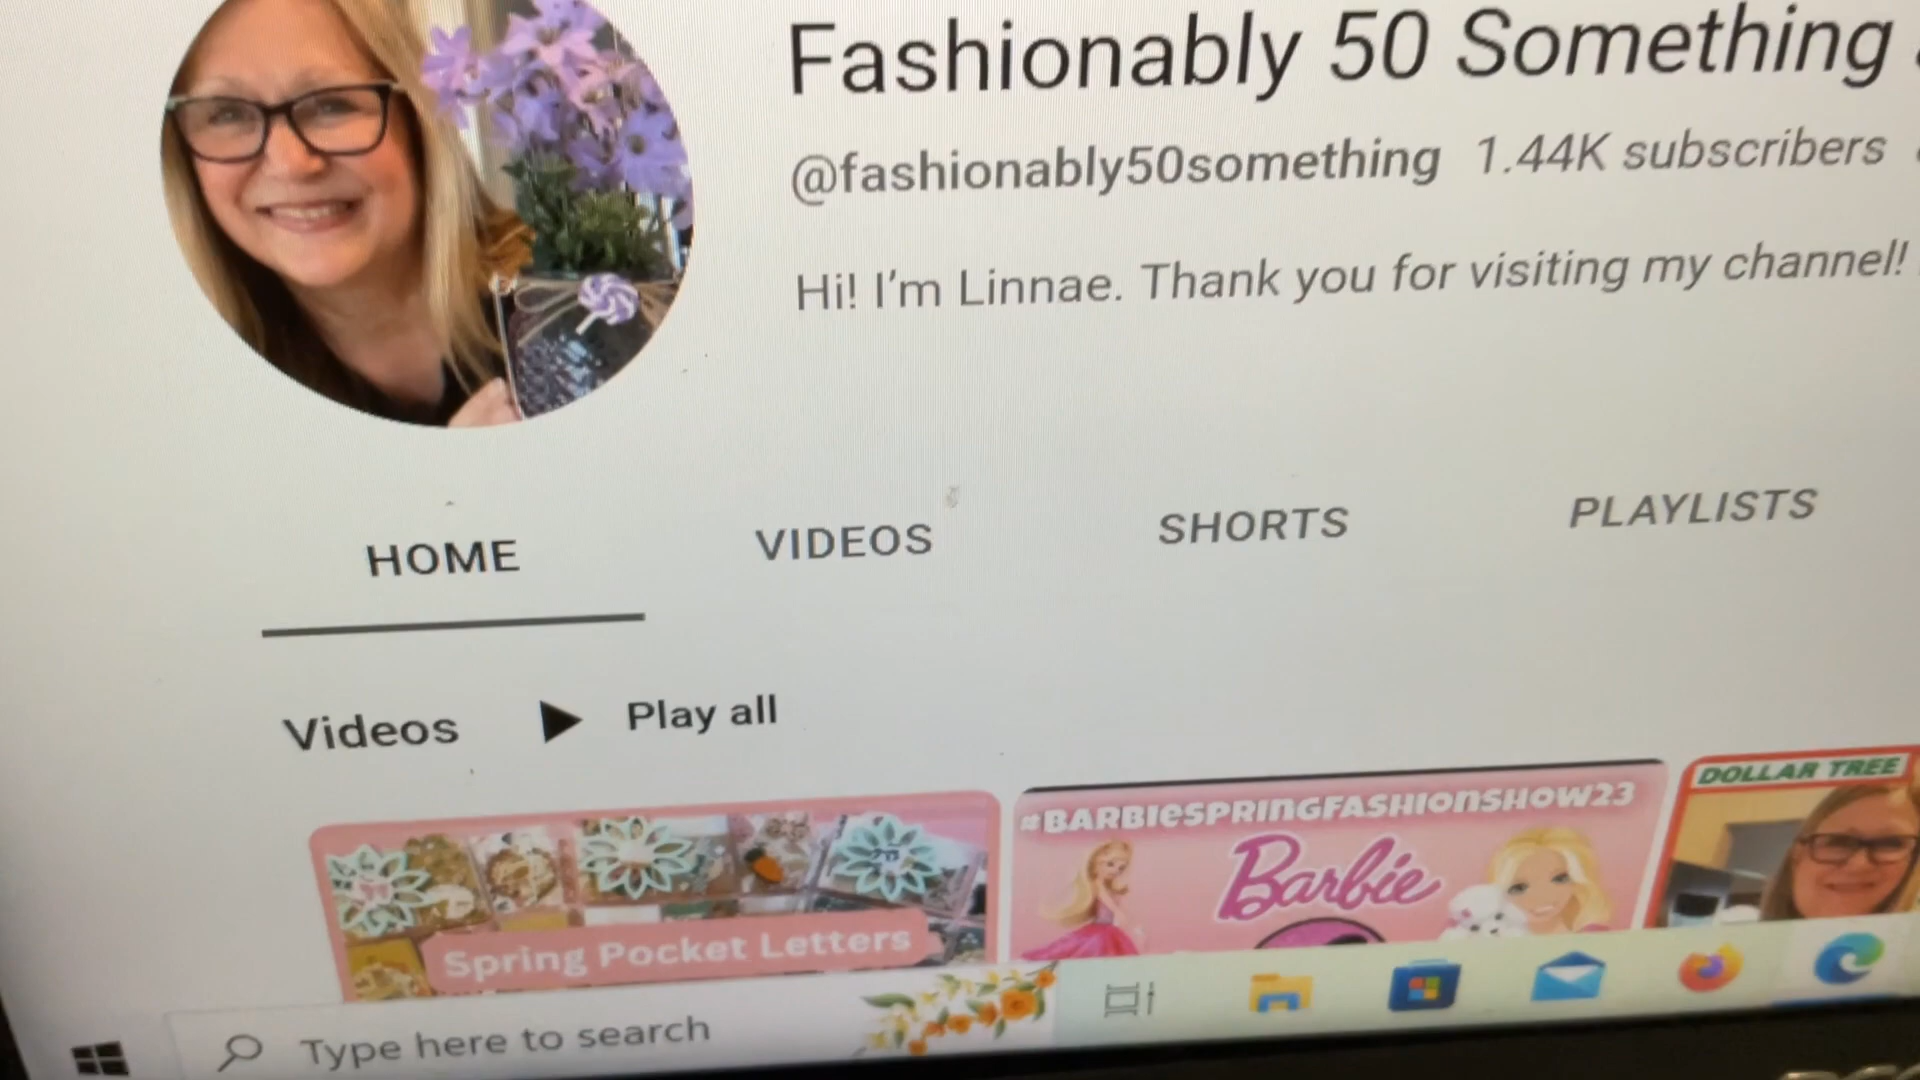 Fashionably 50 Something
@fashionably50something 1.44K subscribers
Hi! I'm Linnae. Thank you for visiting my channel!
HOME VIDEOS SHORTS PLAYLISTS
Videos Play all
Spring Pocket Letters
#BARBIESPRINGFASHIONSHOW23
Barbie
DOLLAR TREE
Type here to search